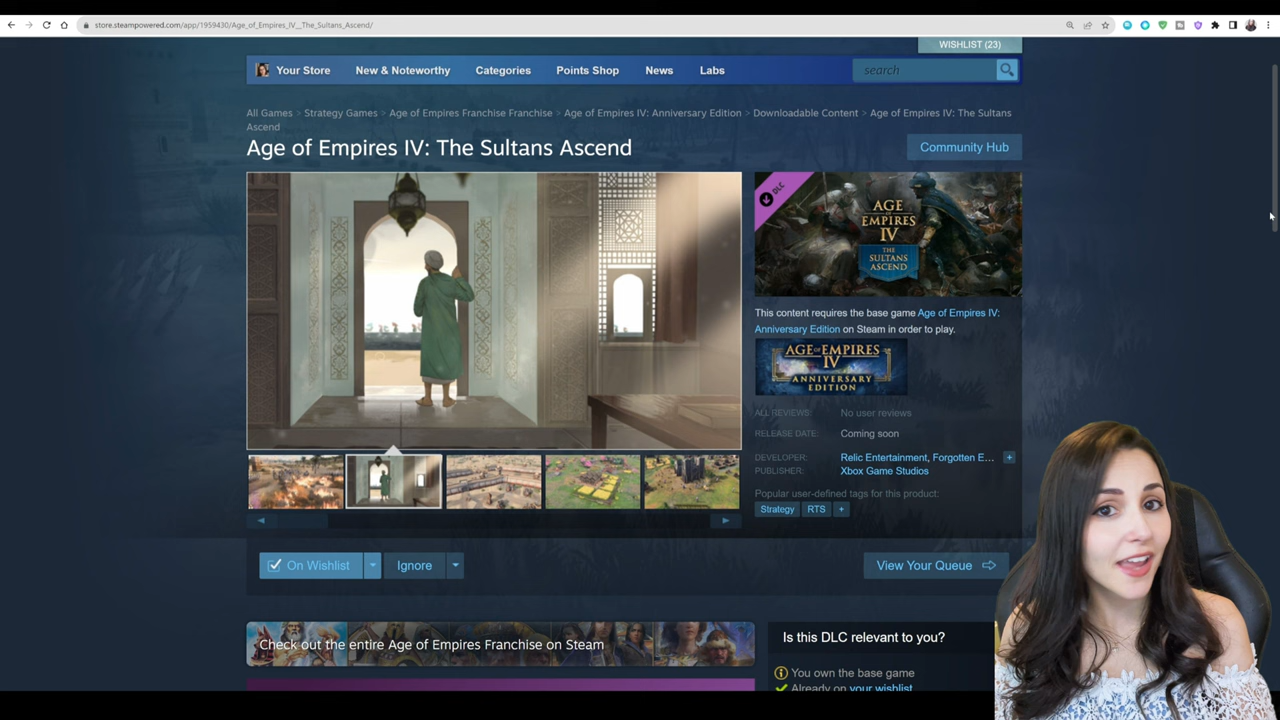 store.steampowered.com/app/1959430/Age_of_Empires_IV__The_Sultans_Ascend/
WISHLIST (23)
Your Store New & Noteworthy Categories Points Shop News Labs search
All Games > Strategy Games > Age of Empires Franchise Franchise > Age of Empires IV: Anniversary Edition > Downloadable Content > Age of Empires IV: The Sultans
Ascend
Age of Empires IV: The Sultans Ascend
Community Hub
DLC
AGE
OF
EMPIRES
IV
THE
SULTANS
ASCEND
This content requires the base game Age of Empires IV:
Anniversary Edition on Steam in order to play.
AGE OF EMPIRES
IV
ANNIVERSARY
EDITION
ALL REVIEWS: No user reviews
RELEASE DATE: Coming soon
DEVELOPER: Relic Entertainment, Forgotten E... +
PUBLISHER: Xbox Game Studios
Popular user-defined tags for this product:
Strategy RTS +
On Wishlist Ignore View Your Queue
Check out the entire Age of Empires Franchise on Steam
Is this DLC relevant to you?
You own the base game
Already on your wishlist